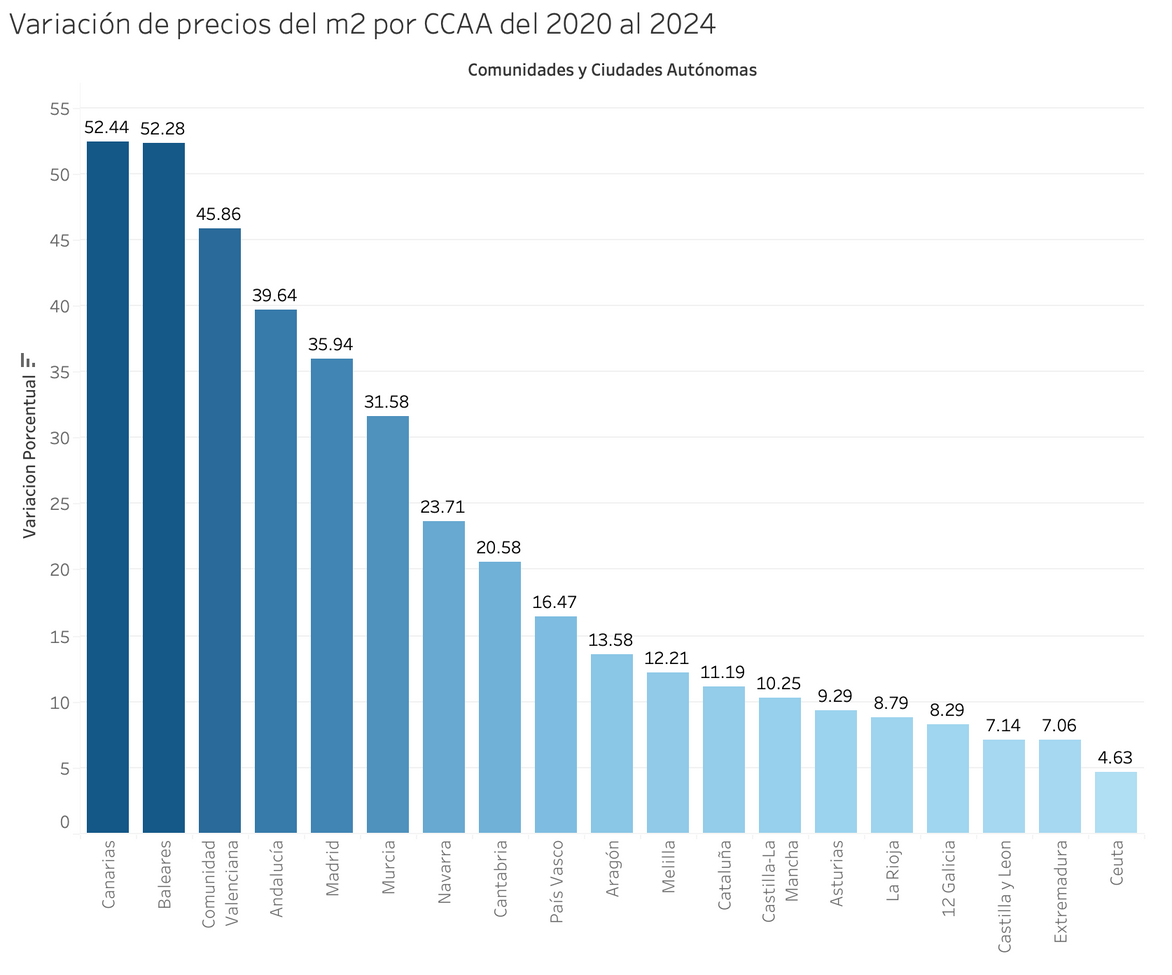 Variación de precios del m2 por CCAA del 2020 al 2024
Comunidades y Ciudades Autónomas
Variacion Porcentual
55
50
45
40
35
30
25
20
15
10
5
0
52.44
52.28
45.86
39.64
35.94
31.58
23.71
20.58
16.47
13.58
12.21
11.19
10.25
9.29
8.79
8.29
7.14
7.06
4.63
Canarias
Baleares
Comunidad
Valenciana
Andalucía
Madrid
Murcia
Navarra
Cantabria
País Vasco
Aragón
Melilla
Cataluña
Castilla-La
Mancha
Asturias
La Rioja
12 Galicia
Castilla y Leon
Extremadura
Ceuta